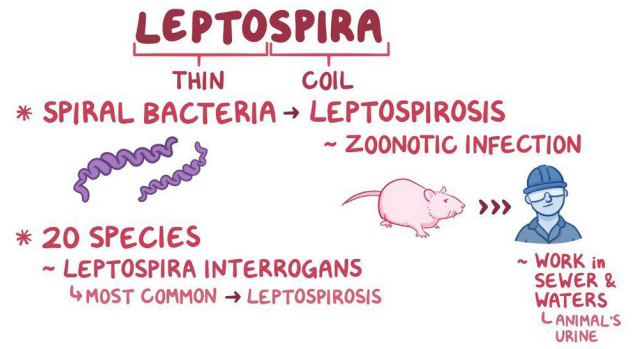 LEPTOSPIRA
THIN COIL
* SPIRAL BACTERIA → LEPTOSPIROSIS
~ ZOONOTIC INFECTION
* 20 SPECIES
~ LEPTOSPIRA INTERROGANS
↳ MOST COMMON → LEPTOSPIROSIS
~ WORK in
SEWER &
WATERS
↳ ANIMAL'S
URINE